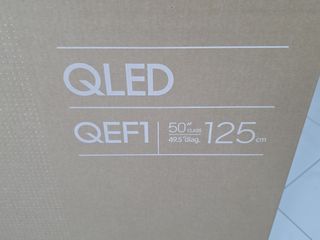 QLED
QEF1 50" CLASS 125 cm
49.5" diag.